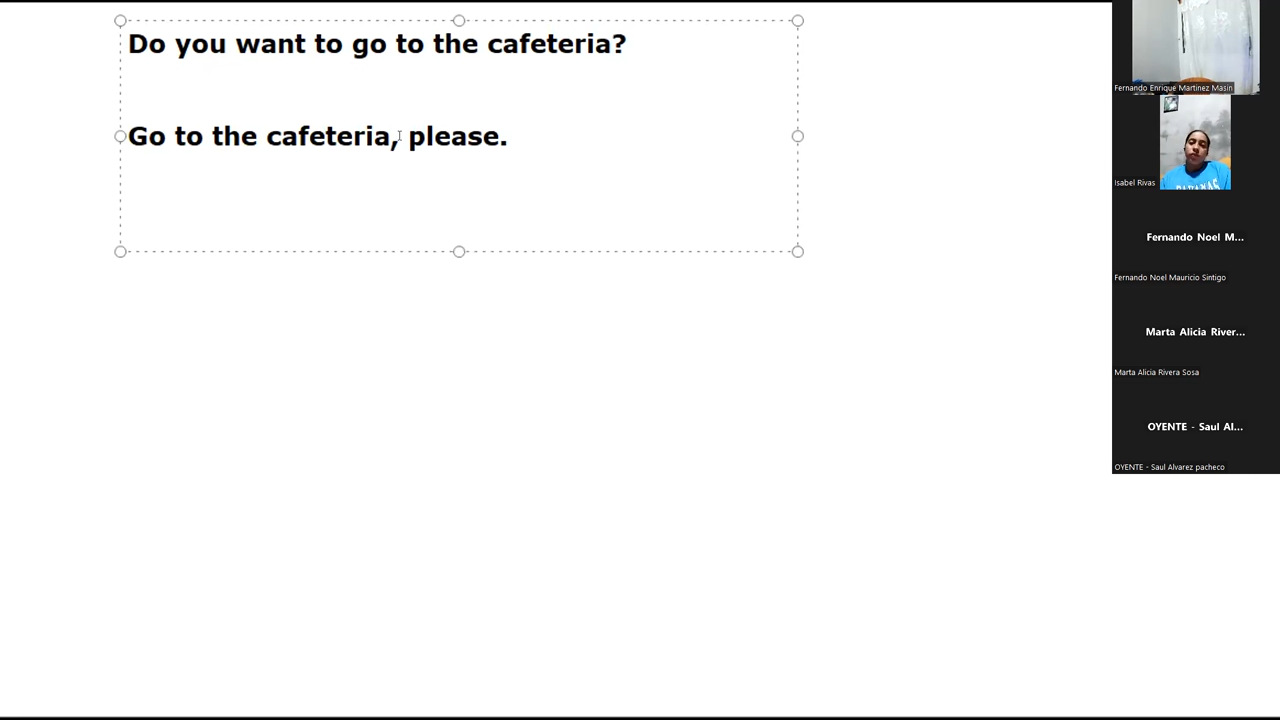 Do you want to go to the cafeteria?
Go to the cafeteria, please.
Fernando Enrique Martinez Masin
Isabel Rivas
Fernando Noel M...
Fernando Noel Mauricio Sintigo
Marta Alicia River...
Marta Alicia Rivera Sosa
OYENTE - Saul Al...
OYENTE - Saul Alvarez pacheco